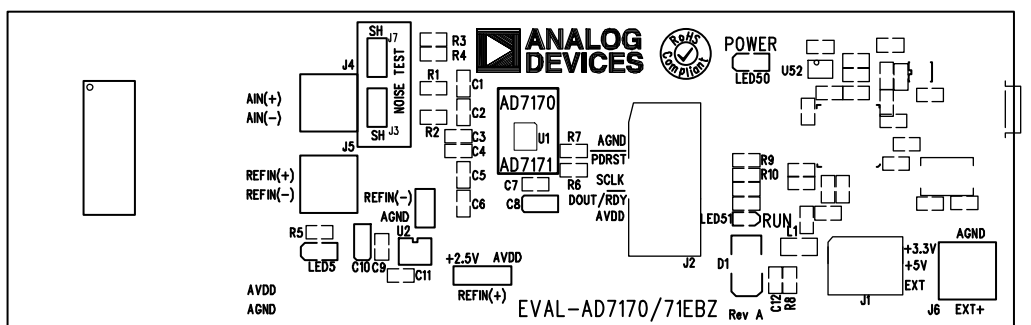 SH
J7
NOISE TEST
J3
SH
J4
AIN(+)
AIN(-)
J5
REFIN(+)
REFIN(-)
R3
R4
R1
R2
C1
C2
C3
C4
C5
C6
ANALOG
DEVICES
RoHS
Compliant
POWER
LED50
U52
AD7170
U1
AD7171
R7
R6
C7
C8
AGND
PDRST
SCLK
DOUT/RDY
AVDD
J2
R9
R10
LED51
RUN
REFIN(-)
AGND
R5
LED5
C10
C9
U2
C11
+2.5V AVDD
REFIN(+)
AVDD
AGND
EVAL-AD7170/71EBZ
Rev A
D1
L1
C12
R8
+3.3V
+5V
EXT
J1
AGND
J6
EXT+